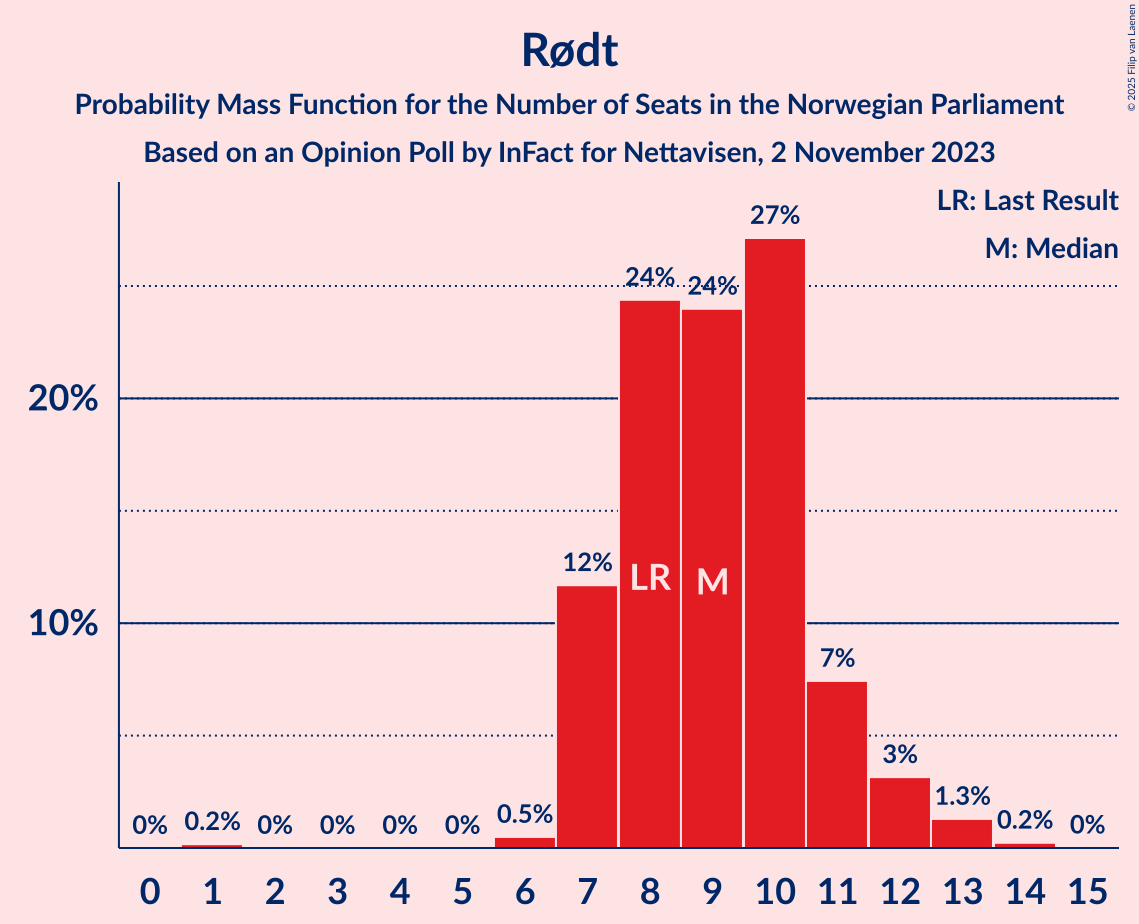 Rødt
Probability Mass Function for the Number of Seats in the Norwegian Parliament
Based on an Opinion Poll by InFact for Nettavisen, 2 November 2023
© 2025 Filip van Laenen
LR: Last Result
M: Median
27%
24% 24%
20%
12% LR M
10%
7%
3%
0% 0.2% 0% 0% 0% 0% 0.5% 1.3% 0.2% 0%
0 1 2 3 4 5 6 7 8 9 10 11 12 13 14 15